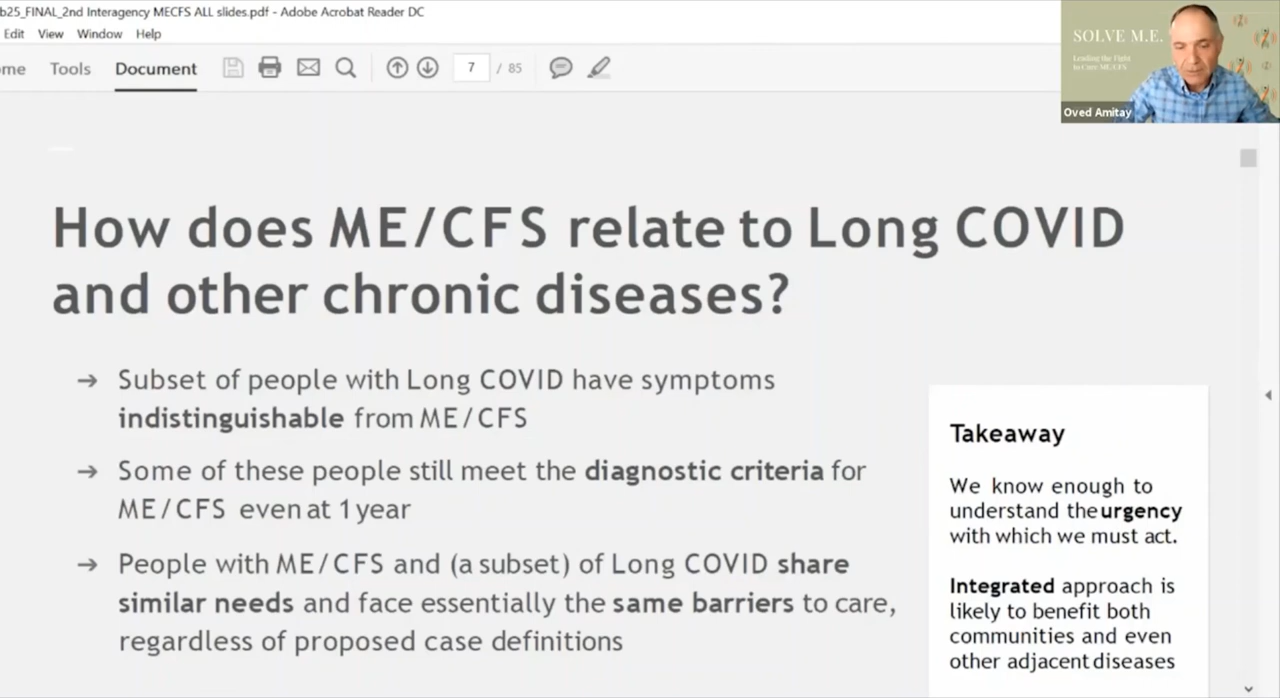 b25_FINAL_2nd Interagency MECFS ALL slides.pdf - Adobe Acrobat Reader DC
Edit View Window Help
me Tools Document 7 / 85
SOLVE M.E.
Leading the Fight
to Cure ME/CFS
Oved Amitay
How does ME/CFS relate to Long COVID
and other chronic diseases?
→ Subset of people with Long COVID have symptoms
indistinguishable from ME/CFS
→ Some of these people still meet the diagnostic criteria for
ME/CFS even at 1 year
→ People with ME/CFS and (a subset) of Long COVID share
similar needs and face essentially the same barriers to care,
regardless of proposed case definitions
Takeaway
We know enough to
understand the urgency
with which we must act.
Integrated approach is
likely to benefit both
communities and even
other adjacent diseases